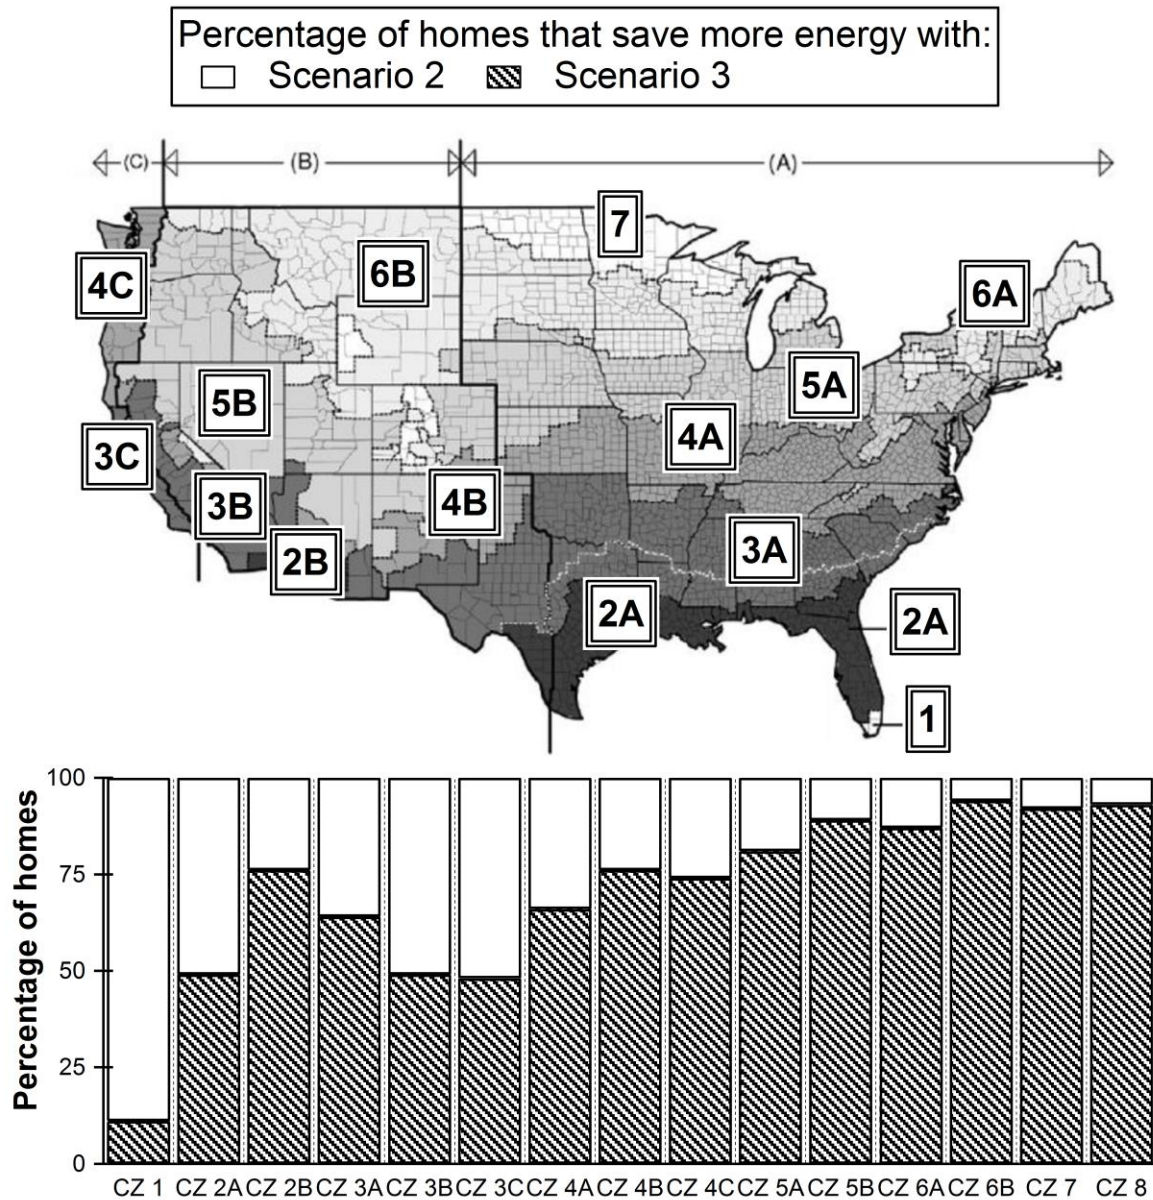 Percentage of homes that save more energy with:
Scenario 2 Scenario 3
(C) (B) (A)
7
4C 6B 6A
5B 5A
3C 4A
3B 4B
2B 3A
2A 2A
1
Percentage of homes
100
75
50
25
0
CZ 1 CZ 2A CZ 2B CZ 3A CZ 3B CZ 3C CZ 4A CZ 4B CZ 4C CZ 5A CZ 5B CZ 6A CZ 6B CZ 7 CZ 8